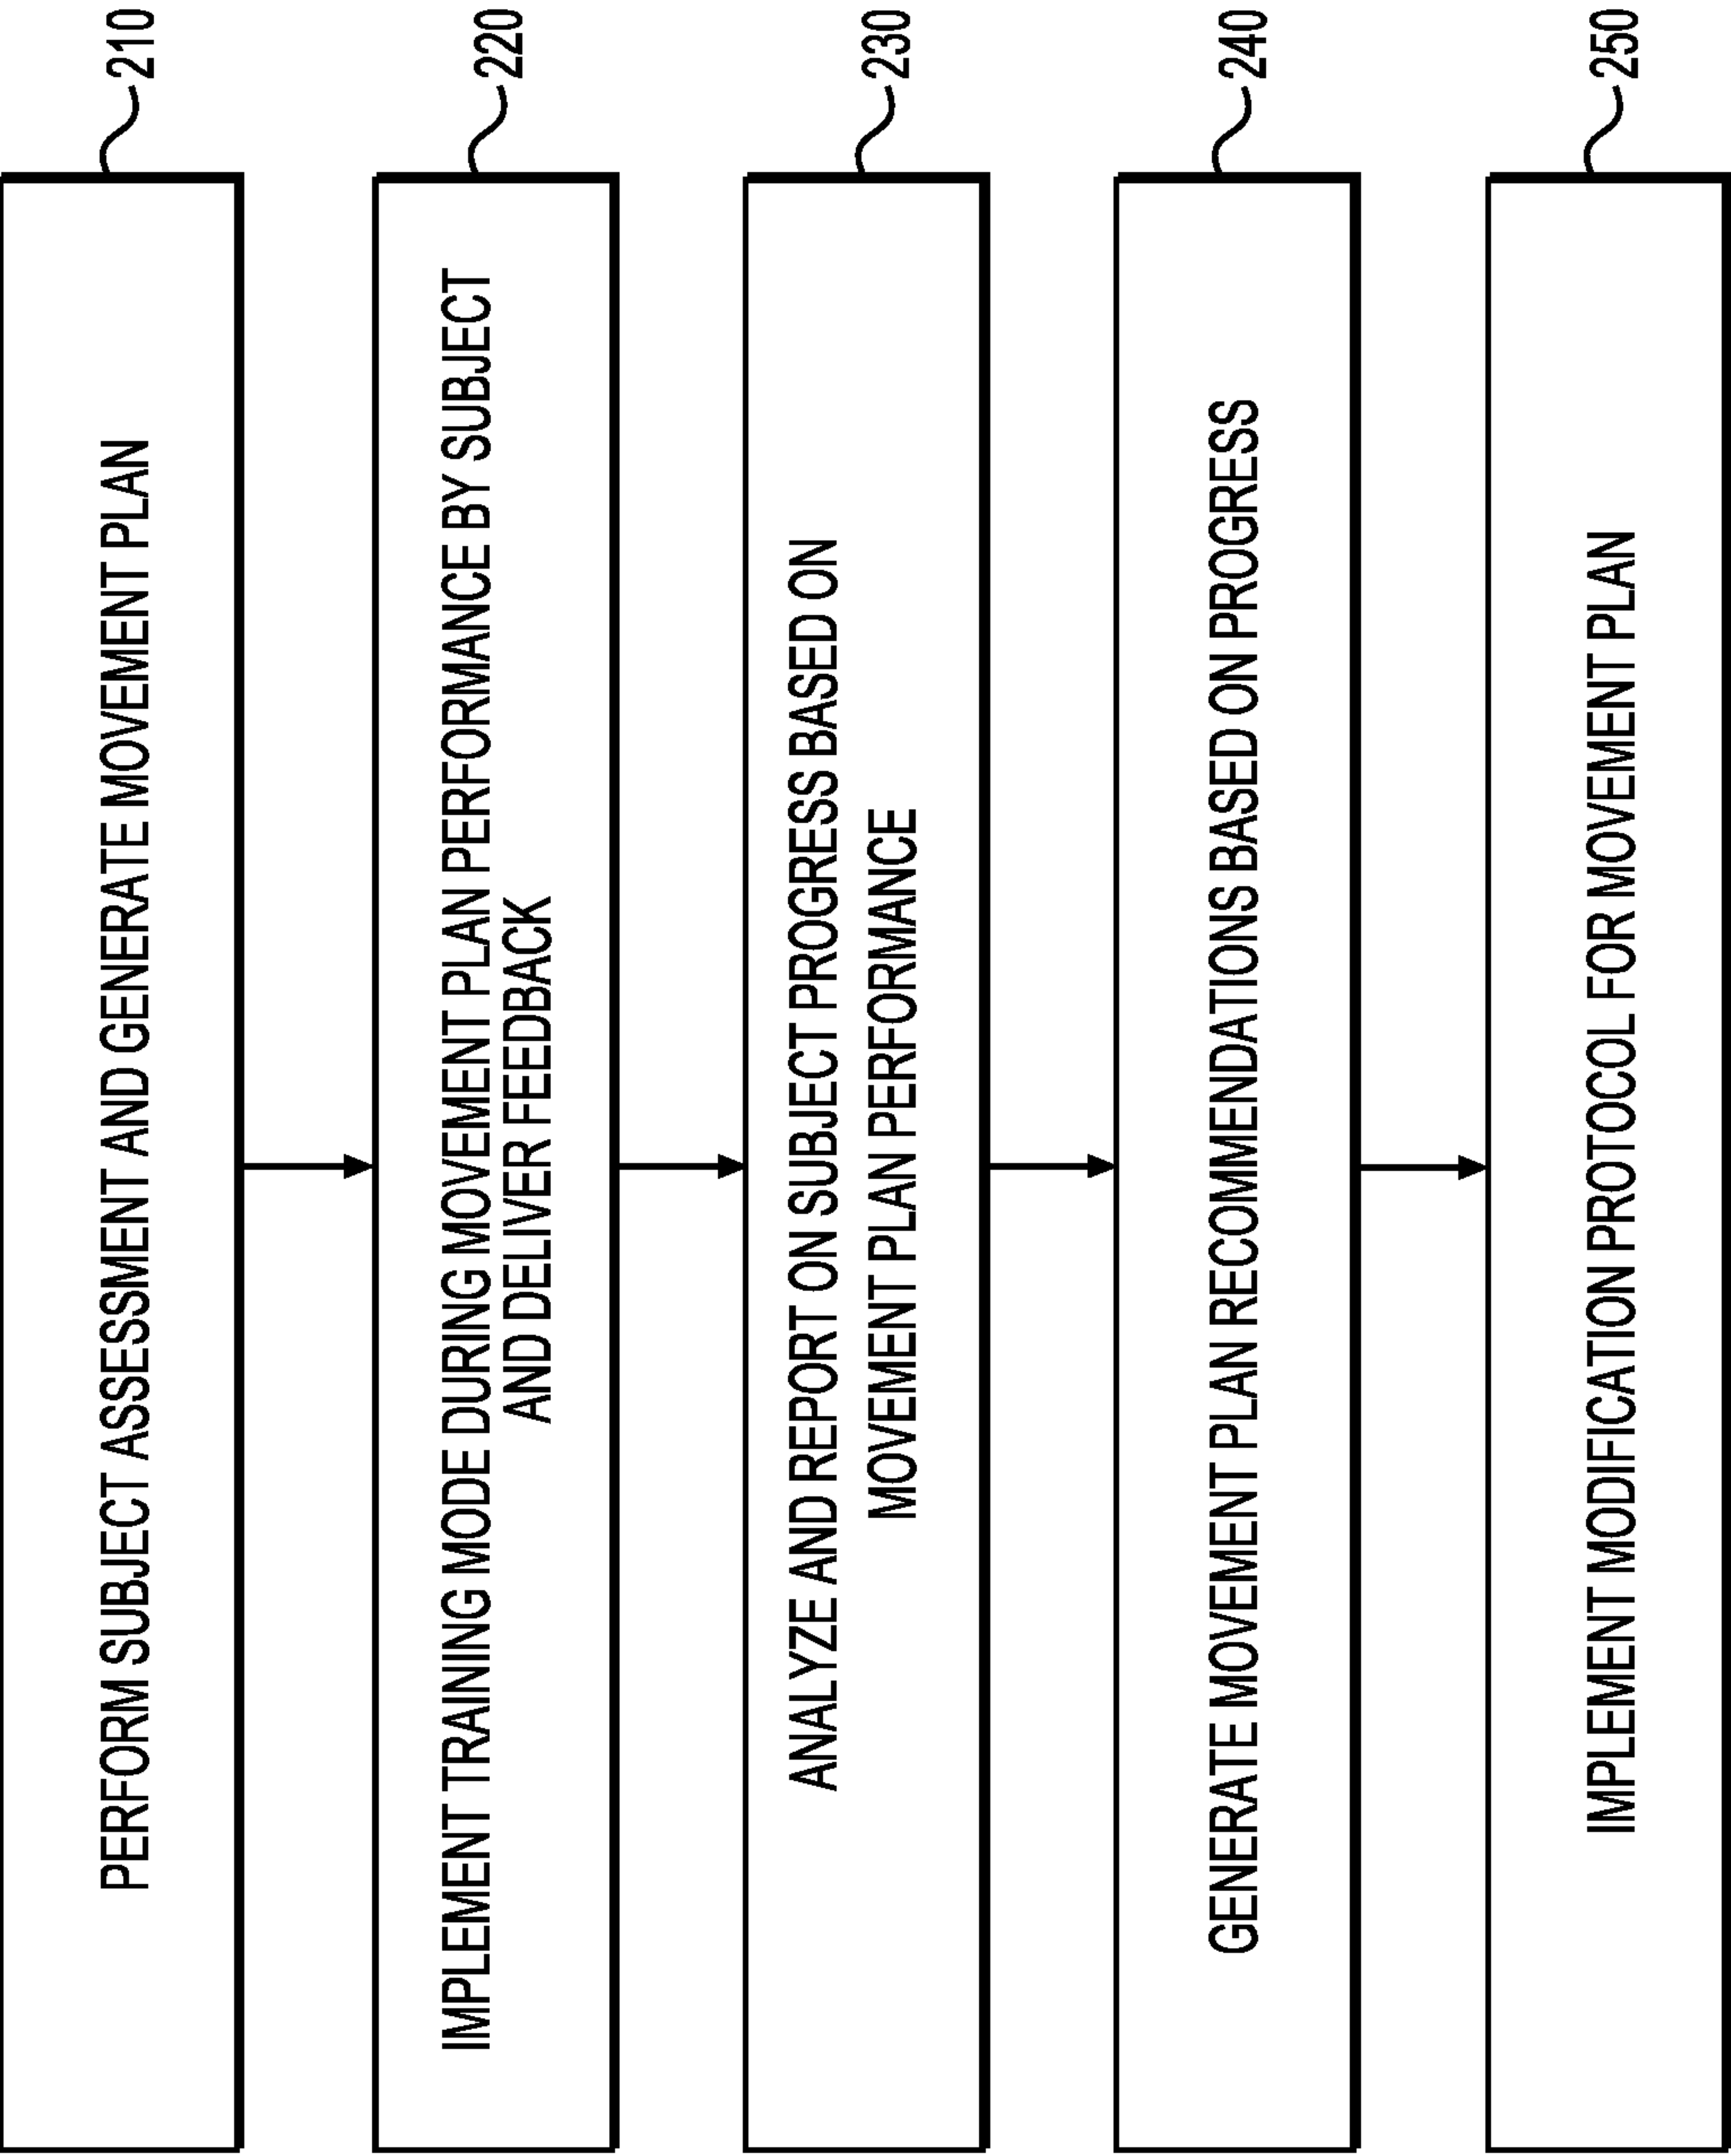 PERFORM SUBJECT ASSESSMENT AND GENERATE MOVEMENT PLAN
210
IMPLEMENT TRAINING MODE DURING MOVEMENT PLAN PERFORMANCE BY SUBJECT
AND DELIVER FEEDBACK
220
ANALYZE AND REPORT ON SUBJECT PROGRESS BASED ON
MOVEMENT PLAN PERFORMANCE
230
GENERATE MOVEMENT PLAN RECOMMENDATIONS BASED ON PROGRESS
240
IMPLEMENT MODIFICATION PROTOCOL FOR MOVEMENT PLAN
250